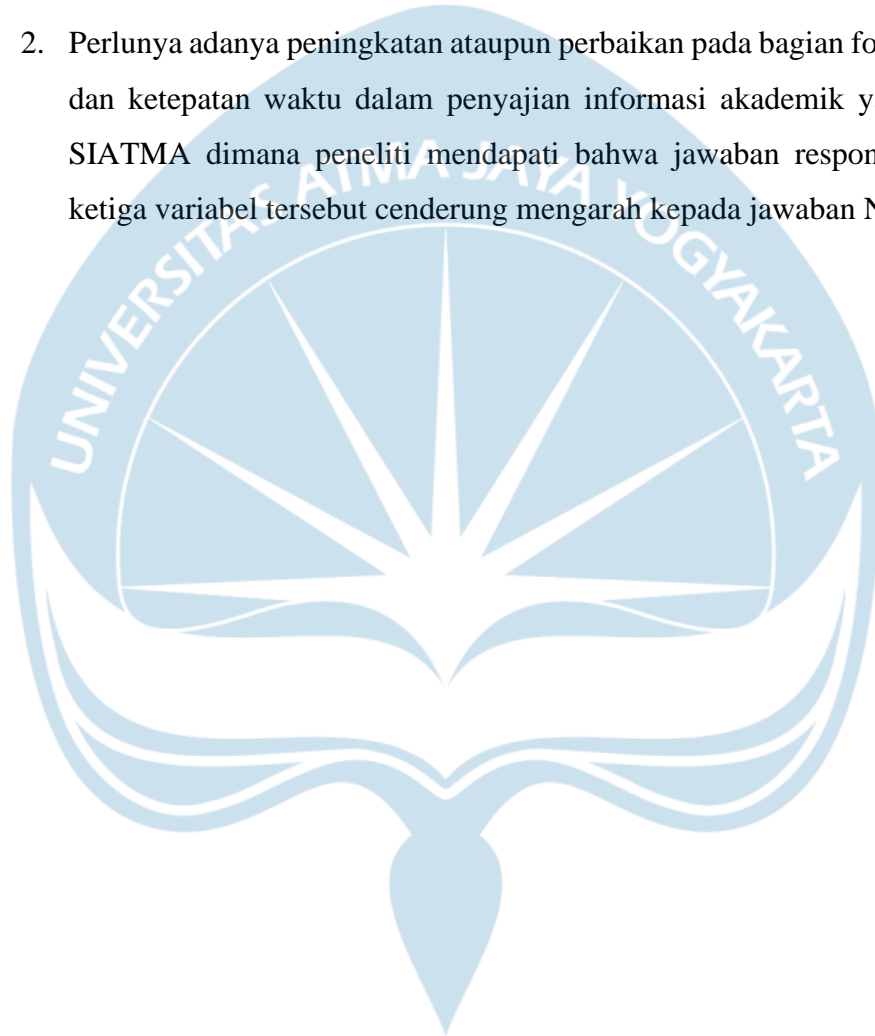 2. Perlunya adanya peningkatan ataupun perbaikan pada bagian fo
dan ketepatan waktu dalam penyajian informasi akademik y
SIATMA dimana peneliti mendapati bahwa jawaban respon
ketiga variabel tersebut cenderung mengarah kepada jawaban N
UNIVERSITAS ATMA JAYA YOGYAKARTA